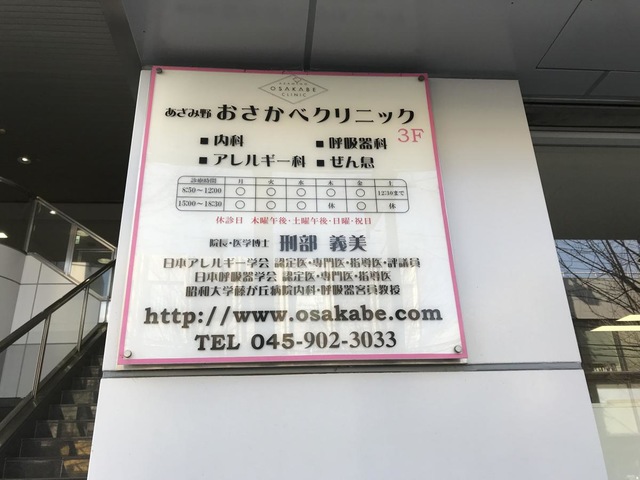 AZAMINO
OSAKABE
CLINIC
あざみ野 おさかべクリニック
3F
■内科 ■呼吸器科
■アレルギー科 ■ぜん息
診療時間 月 火 水 木 金 土
8:50～12:00 ○ ○ ○ ○ ○ 12:30まで
15:00～18:30 ○ ○ ○ 休 ○ 休
休診日 木曜午後・土曜午後・日曜・祝日
院長・医学博士 刑部 義美
日本アレルギー学会 認定医・専門医・指導医・評議員
日本呼吸器学会 認定医・専門医・指導医
昭和大学藤が丘病院内科・呼吸器客員教授
http://www.osakabe.com
TEL 045-902-3033